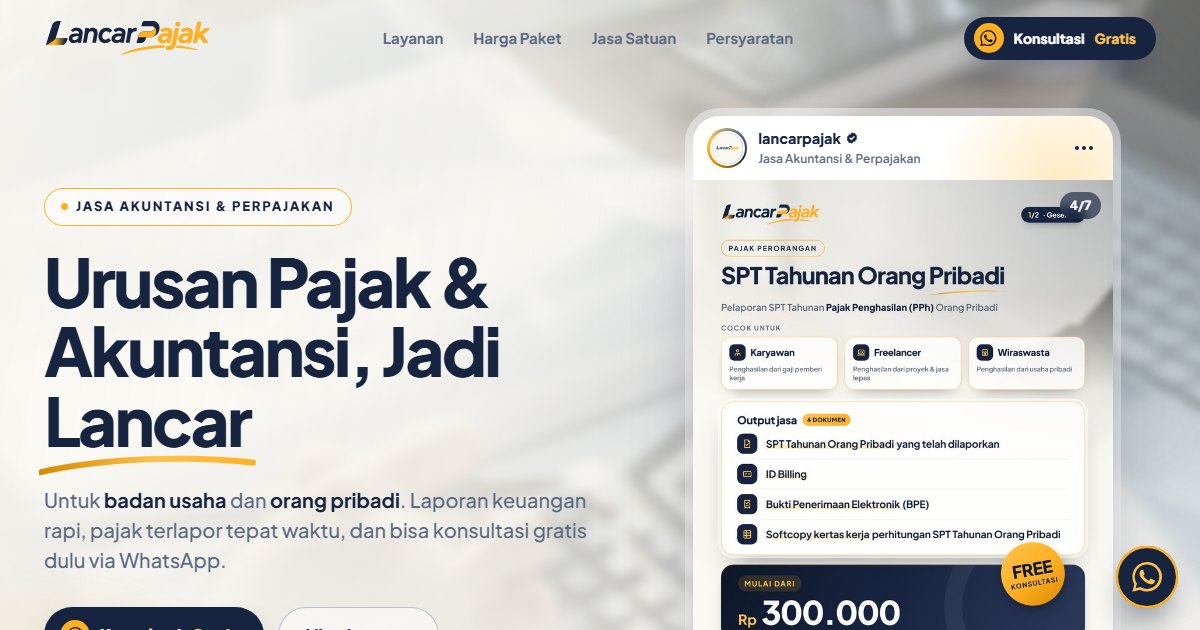 LancarPajak
Layanan
Harga Paket
Jasa Satuan
Persyaratan
Konsultasi Gratis
JASA AKUNTANSI & PERPAJAKAN
Urusan Pajak &
Akuntansi, Jadi
Lancar
Untuk badan usaha dan orang pribadi. Laporan keuangan
rapi, pajak terlapor tepat waktu, dan bisa konsultasi gratis
dulu via WhatsApp.
lancarpajak
Jasa Akuntansi & Perpajakan
LancarPajak
1/2 · Gese
4/7
PAJAK PERORANGAN
SPT Tahunan Orang Pribadi
Pelaporan SPT Tahunan Pajak Penghasilan (PPh) Orang Pribadi
COCOK UNTUK
Karyawan
Penghasilan dari gaji pemberi
kerja
Freelancer
Penghasilan dari proyek & jasa
lepas
Wiraswasta
Penghasilan dari usaha pribadi
Output jasa
4 DOKUMEN
SPT Tahunan Orang Pribadi yang telah dilaporkan
ID Billing
Bukti Penerimaan Elektronik (BPE)
Softcopy kertas kerja perhitungan SPT Tahunan Orang Pribadi
MULAI DARI
Rp 300.000
FREE
KONSULTASI